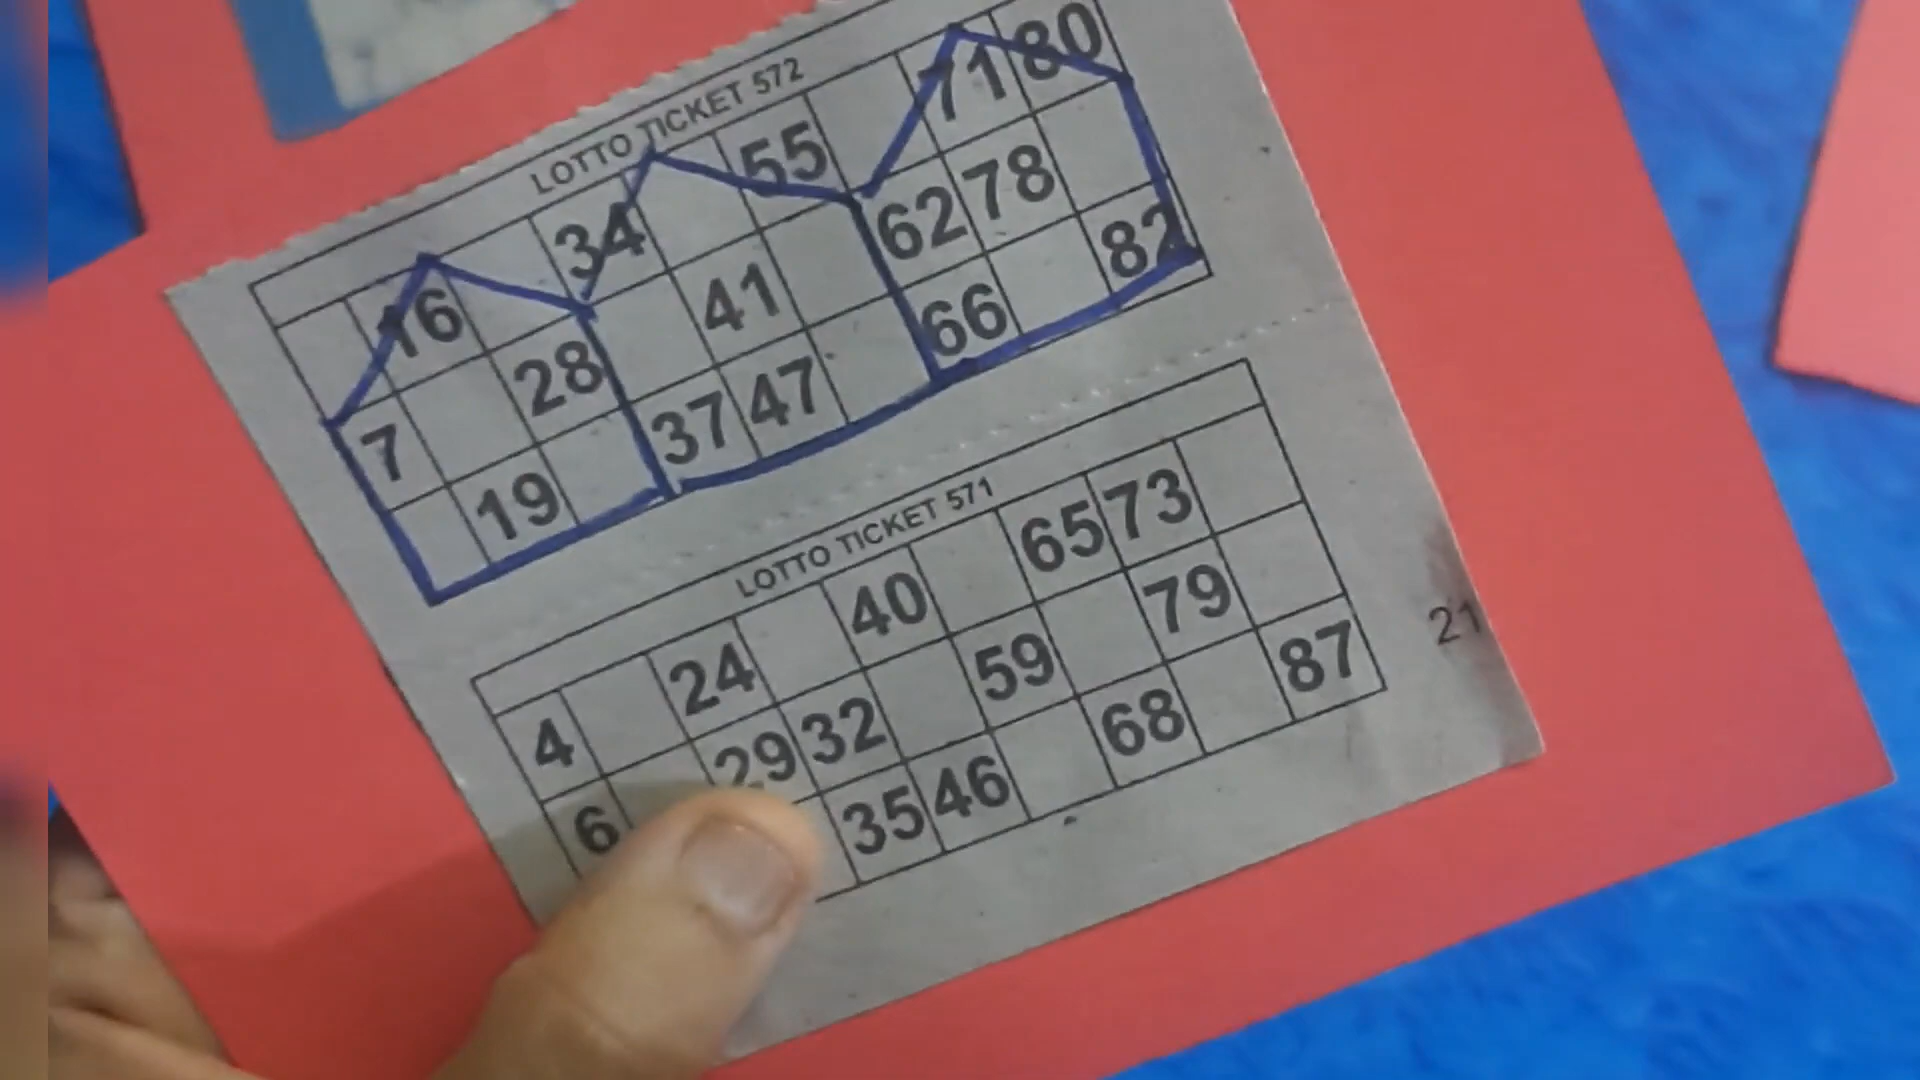 LOTTO TICKET 572
16 34 55 71 80
7 28 41 62 78
19 37 47 66 82
LOTTO TICKET 571
4 24 40 65 73
6 29 32 59 79
35 46 68 87
21